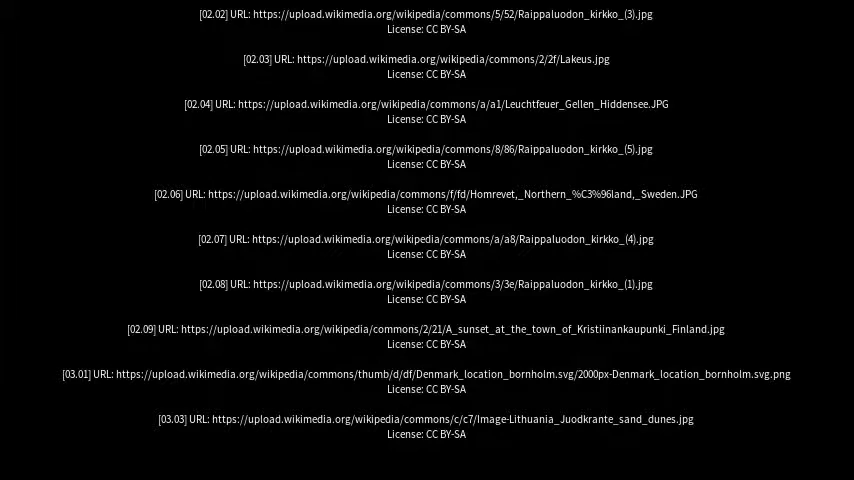 [02.02] URL: https://upload.wikimedia.org/wikipedia/commons/5/52/Raippaluodon_kirkko_(3).jpg
License: CC BY-SA
[02.03] URL: https://upload.wikimedia.org/wikipedia/commons/2/2f/Lakeus.jpg
License: CC BY-SA
[02.04] URL: https://upload.wikimedia.org/wikipedia/commons/a/a1/Leuchtfeuer_Gellen_Hiddensee.JPG
License: CC BY-SA
[02.05] URL: https://upload.wikimedia.org/wikipedia/commons/8/86/Raippaluodon_kirkko_(5).jpg
License: CC BY-SA
[02.06] URL: https://upload.wikimedia.org/wikipedia/commons/f/fd/Homrevet,_Northern_%C3%96land,_Sweden.JPG
License: CC BY-SA
[02.07] URL: https://upload.wikimedia.org/wikipedia/commons/a/a8/Raippaluodon_kirkko_(4).jpg
License: CC BY-SA
[02.08] URL: https://upload.wikimedia.org/wikipedia/commons/3/3e/Raippaluodon_kirkko_(1).jpg
License: CC BY-SA
[02.09] URL: https://upload.wikimedia.org/wikipedia/commons/2/21/A_sunset_at_the_town_of_Kristiinankaupunki_Finland.jpg
License: CC BY-SA
[03.01] URL: https://upload.wikimedia.org/wikipedia/commons/thumb/d/df/Denmark_location_bornholm.svg/2000px-Denmark_location_bornholm.svg.png
License: CC BY-SA
[03.03] URL: https://upload.wikimedia.org/wikipedia/commons/c/c7/Image-Lithuania_Juodkrante_sand_dunes.jpg
License: CC BY-SA